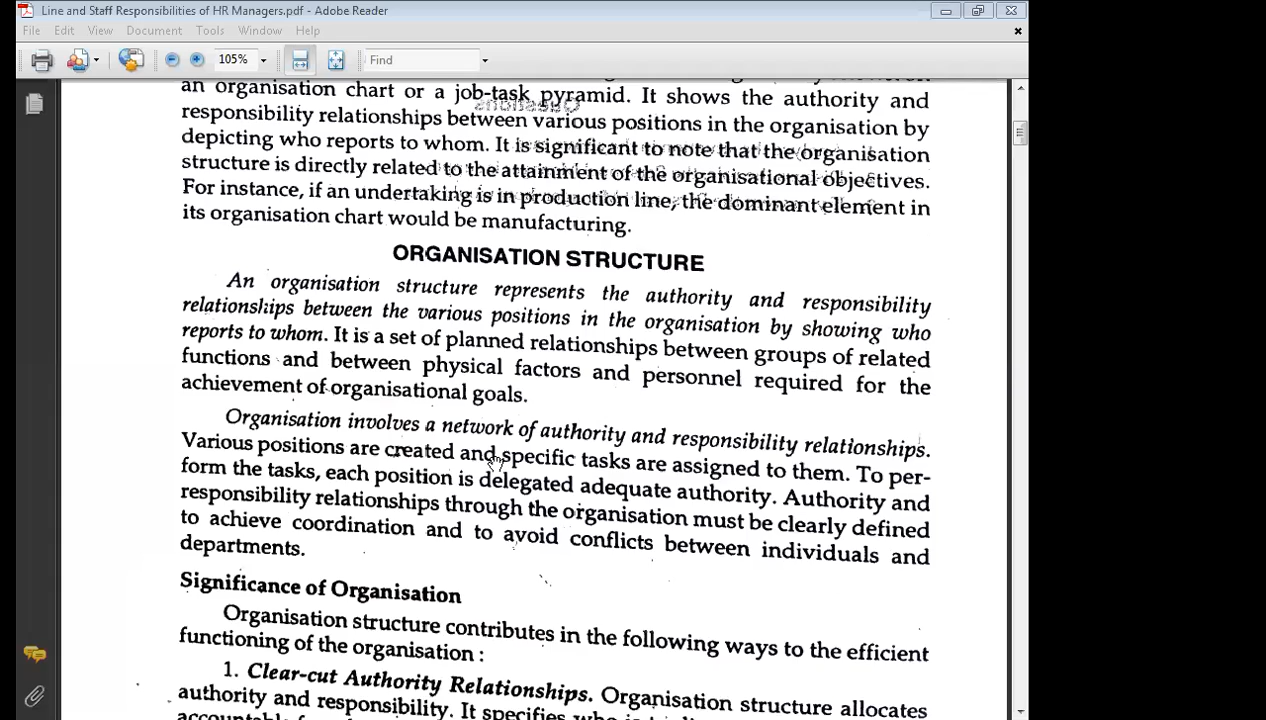 Line and Staff Responsibilities of HR Managers.pdf - Adobe Reader
File Edit View Document Tools Window Help
105% Find
an organisation chart or a job-task pyramid. It shows the authority and
responsibility relationships between various positions in the organisation by
depicting who reports to whom. It is significant to note that the organisation
structure is directly related to the attainment of the organisational objectives.
For instance, if an undertaking is in production line, the dominant element in
its organisation chart would be manufacturing.
ORGANISATION STRUCTURE
An organisation structure represents the authority and responsibility
relationships between the various positions in the organisation by showing who
reports to whom. It is a set of planned relationships between groups of related
functions and between physical factors and personnel required for the
achievement of organisational goals.
Organisation involves a network of authority and responsibility relationships.
Various positions are created and specific tasks are assigned to them. To per-
form the tasks, each position is delegated adequate authority. Authority and
responsibility relationships through the organisation must be clearly defined
to achieve coordination and to avoid conflicts between individuals and
departments.
Significance of Organisation
Organisation structure contributes in the following ways to the efficient
functioning of the organisation :
1. Clear-cut Authority Relationships. Organisation structure allocates
authority and responsibility. It specifies who is